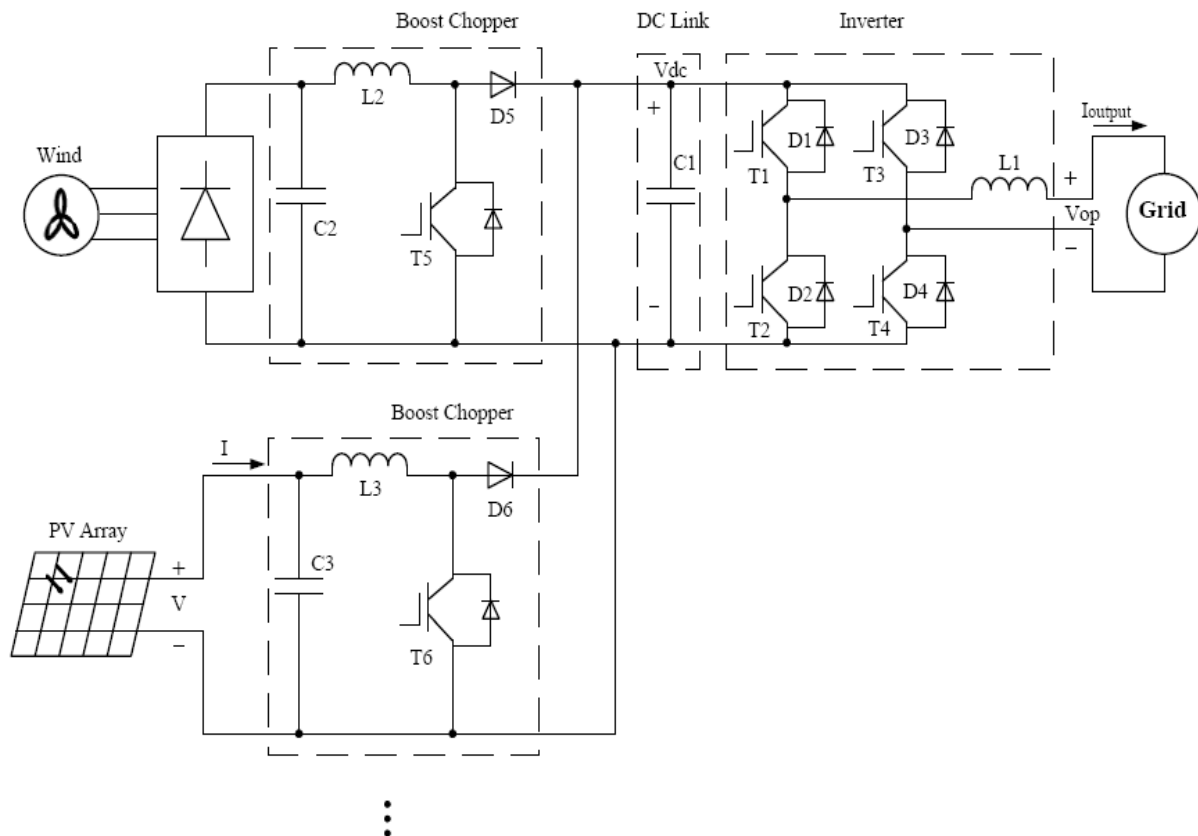 Boost Chopper
DC Link
Inverter
Vdc
L2
D5
+
C1
T1
D1
T3
D3
Ioutput
L1
+
Vop
−
Grid
Wind
C2
T5
−
T2
D2
T4
D4
Boost Chopper
I
L3
D6
PV Array
+
V
−
C3
T6